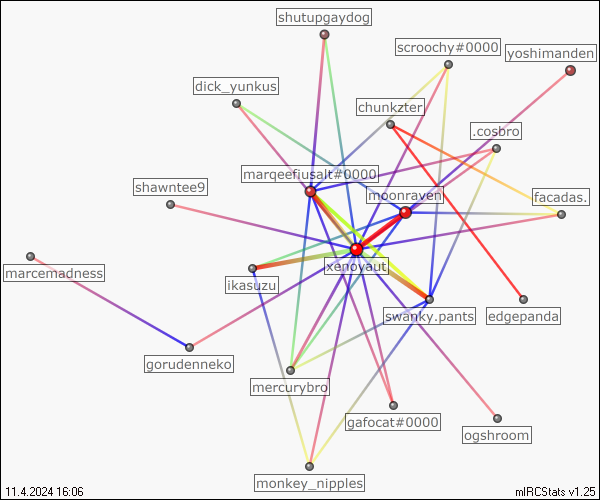 shutupgaydog
scroochy#0000
yoshimanden
dick_yunkus
chunkzter
.cosbro
marqeefiusalt#0000
shawntee9
moonraven
facadas.
xenoyaut
marcemadness
ikasuzu
swanky.pants
edgepanda
gorudenneko
mercurybro
gafocat#0000
ogshroom
monkey_nipples
11.4.2024 16:06
mIRCStats v1.25